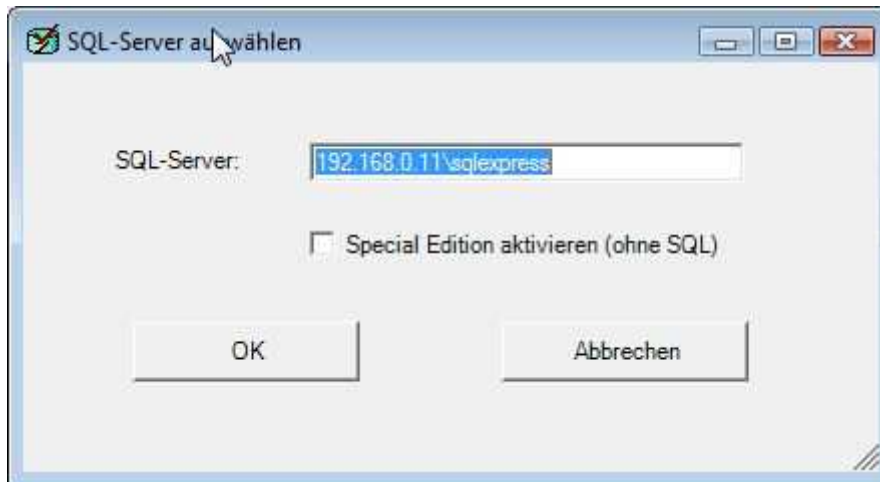 SQL-Server auswählen
SQL-Server: 192.168.0.11\sqlexpress
Special Edition aktivieren (ohne SQL)
OK Abbrechen